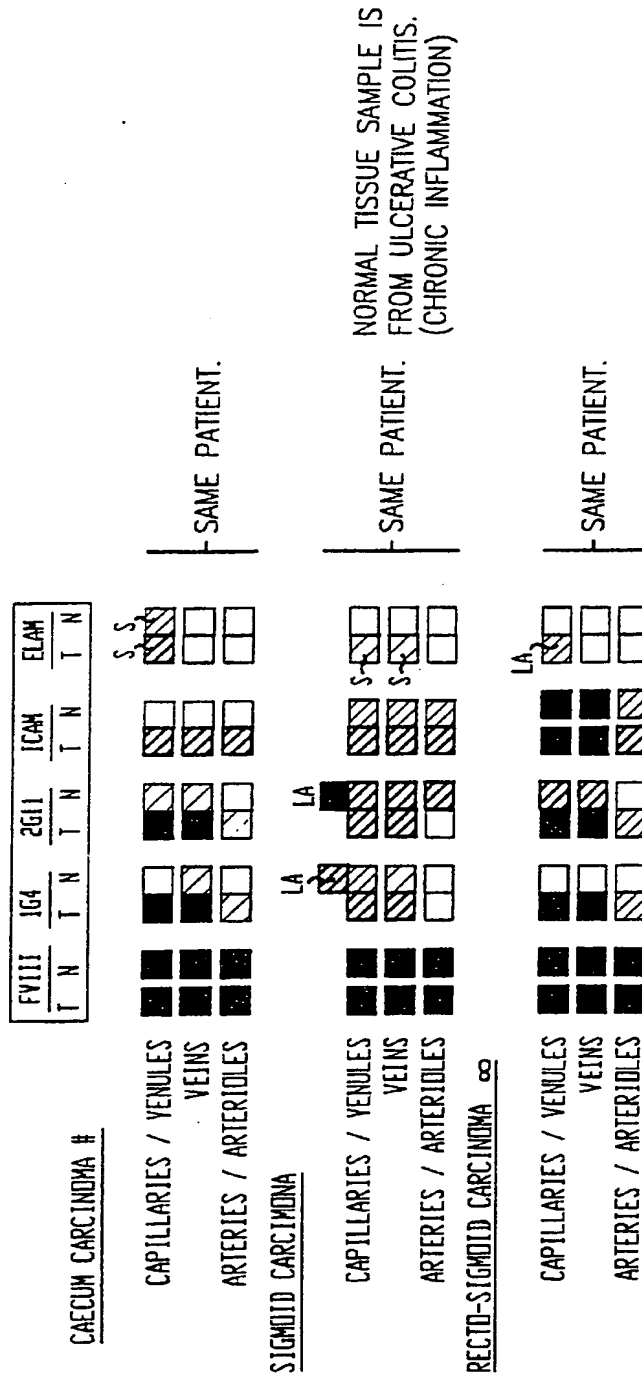 FVIII 1G4 2G11 ICAM ELAM
T N T N T N T N T N
CAECUM CARCINOMA #
CAPILLARIES / VENULES
VEINS
ARTERIES / ARTERIOLES
S
S
SAME PATIENT.
SIGMOID CARCIMONA
CAPILLARIES / VENULES
VEINS
ARTERIES / ARTERIOLES
LA
LA
S
S
SAME PATIENT.
NORMAL TISSUE SAMPLE IS
FROM ULCERATIVE COLITIS.
(CHRONIC INFLAMMATION)
RECTO-SIGMOID CARCINOMA ∞
CAPILLARIES / VENULES
VEINS
ARTERIES / ARTERIOLES
LA
SAME PATIENT.